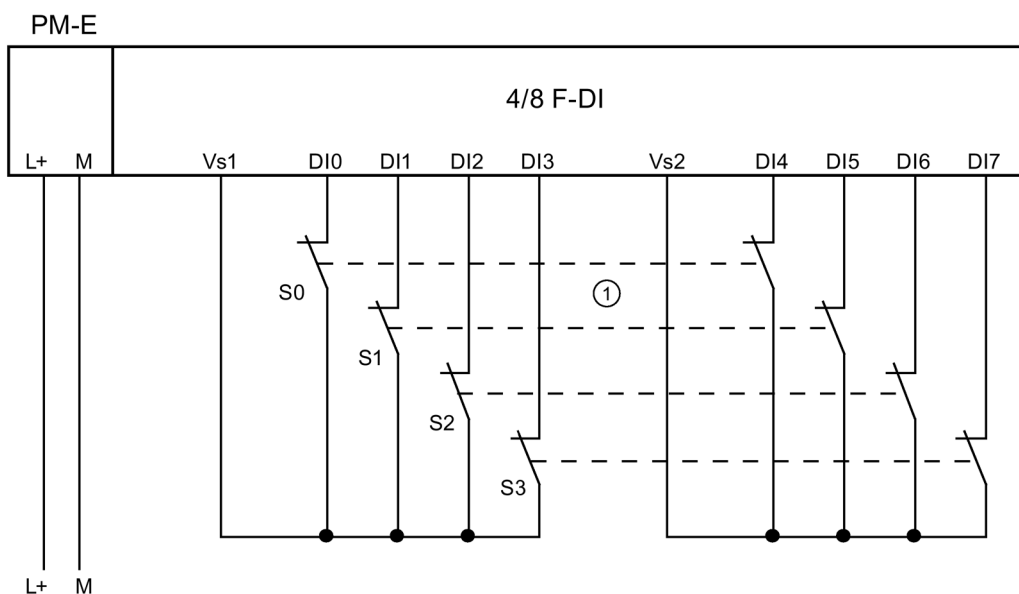 PM-E
4/8 F-DI
L+ M Vs1 DI0 DI1 DI2 DI3 Vs2 DI4 DI5 DI6 DI7
S0
1
S1
S2
S3
L+ M